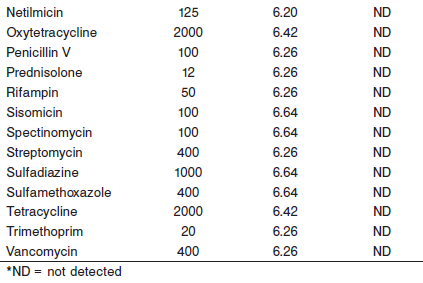 Netilmicin 125 6.20 ND
Oxytetracycline 2000 6.42 ND
Penicillin V 100 6.26 ND
Prednisolone 12 6.26 ND
Rifampin 50 6.26 ND
Sisomicin 100 6.64 ND
Spectinomycin 100 6.64 ND
Streptomycin 400 6.26 ND
Sulfadiazine 1000 6.64 ND
Sulfamethoxazole 400 6.64 ND
Tetracycline 2000 6.42 ND
Trimethoprim 20 6.26 ND
Vancomycin 400 6.26 ND
*ND = not detected